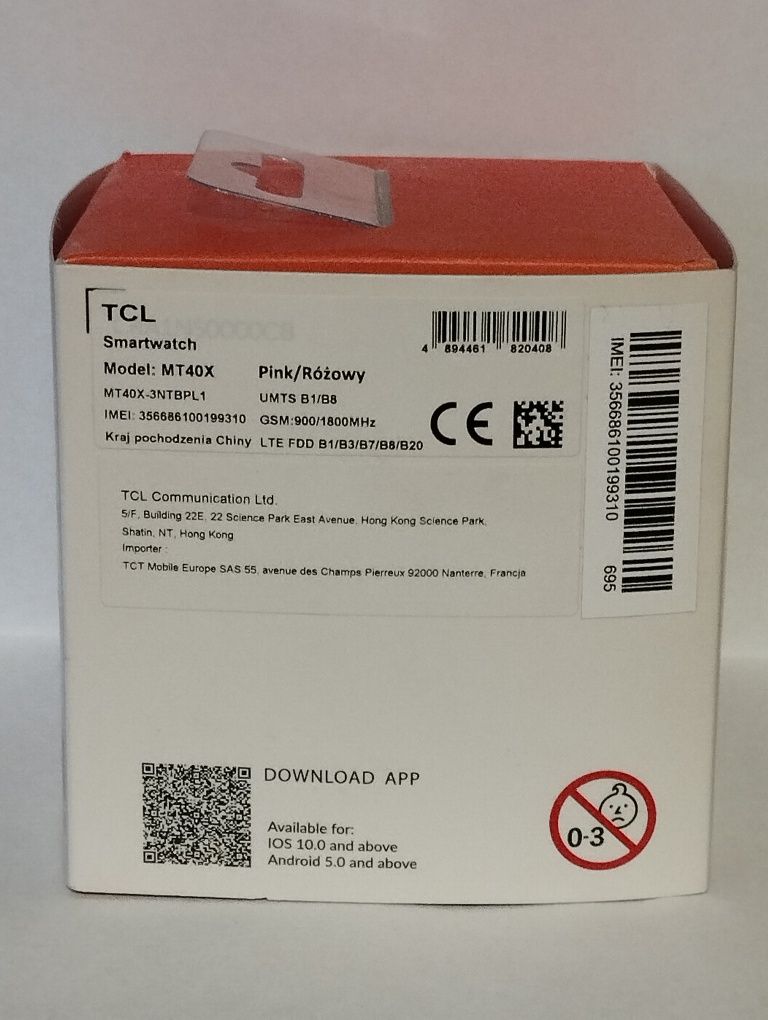 TCL
Smartwatch
Model: MT40X
Pink/Różowy
MT40X-3NTBPL1
UMTS B1/B8
IMEI: 356686100199310
GSM:900/1800MHz
Kraj pochodzenia Chiny
LTE FDD B1/B3/B7/B8/B20
4 894461 820408
CE
IMEI: 356686100199310
695
TCL Communication Ltd.
5/F, Building 22E, 22 Science Park East Avenue, Hong Kong Science Park,
Shatin, NT, Hong Kong
Importer :
TCT Mobile Europe SAS 55, avenue des Champs Pierreux 92000 Nanterre, Francja
DOWNLOAD APP
Available for:
IOS 10.0 and above
Android 5.0 and above
0-3